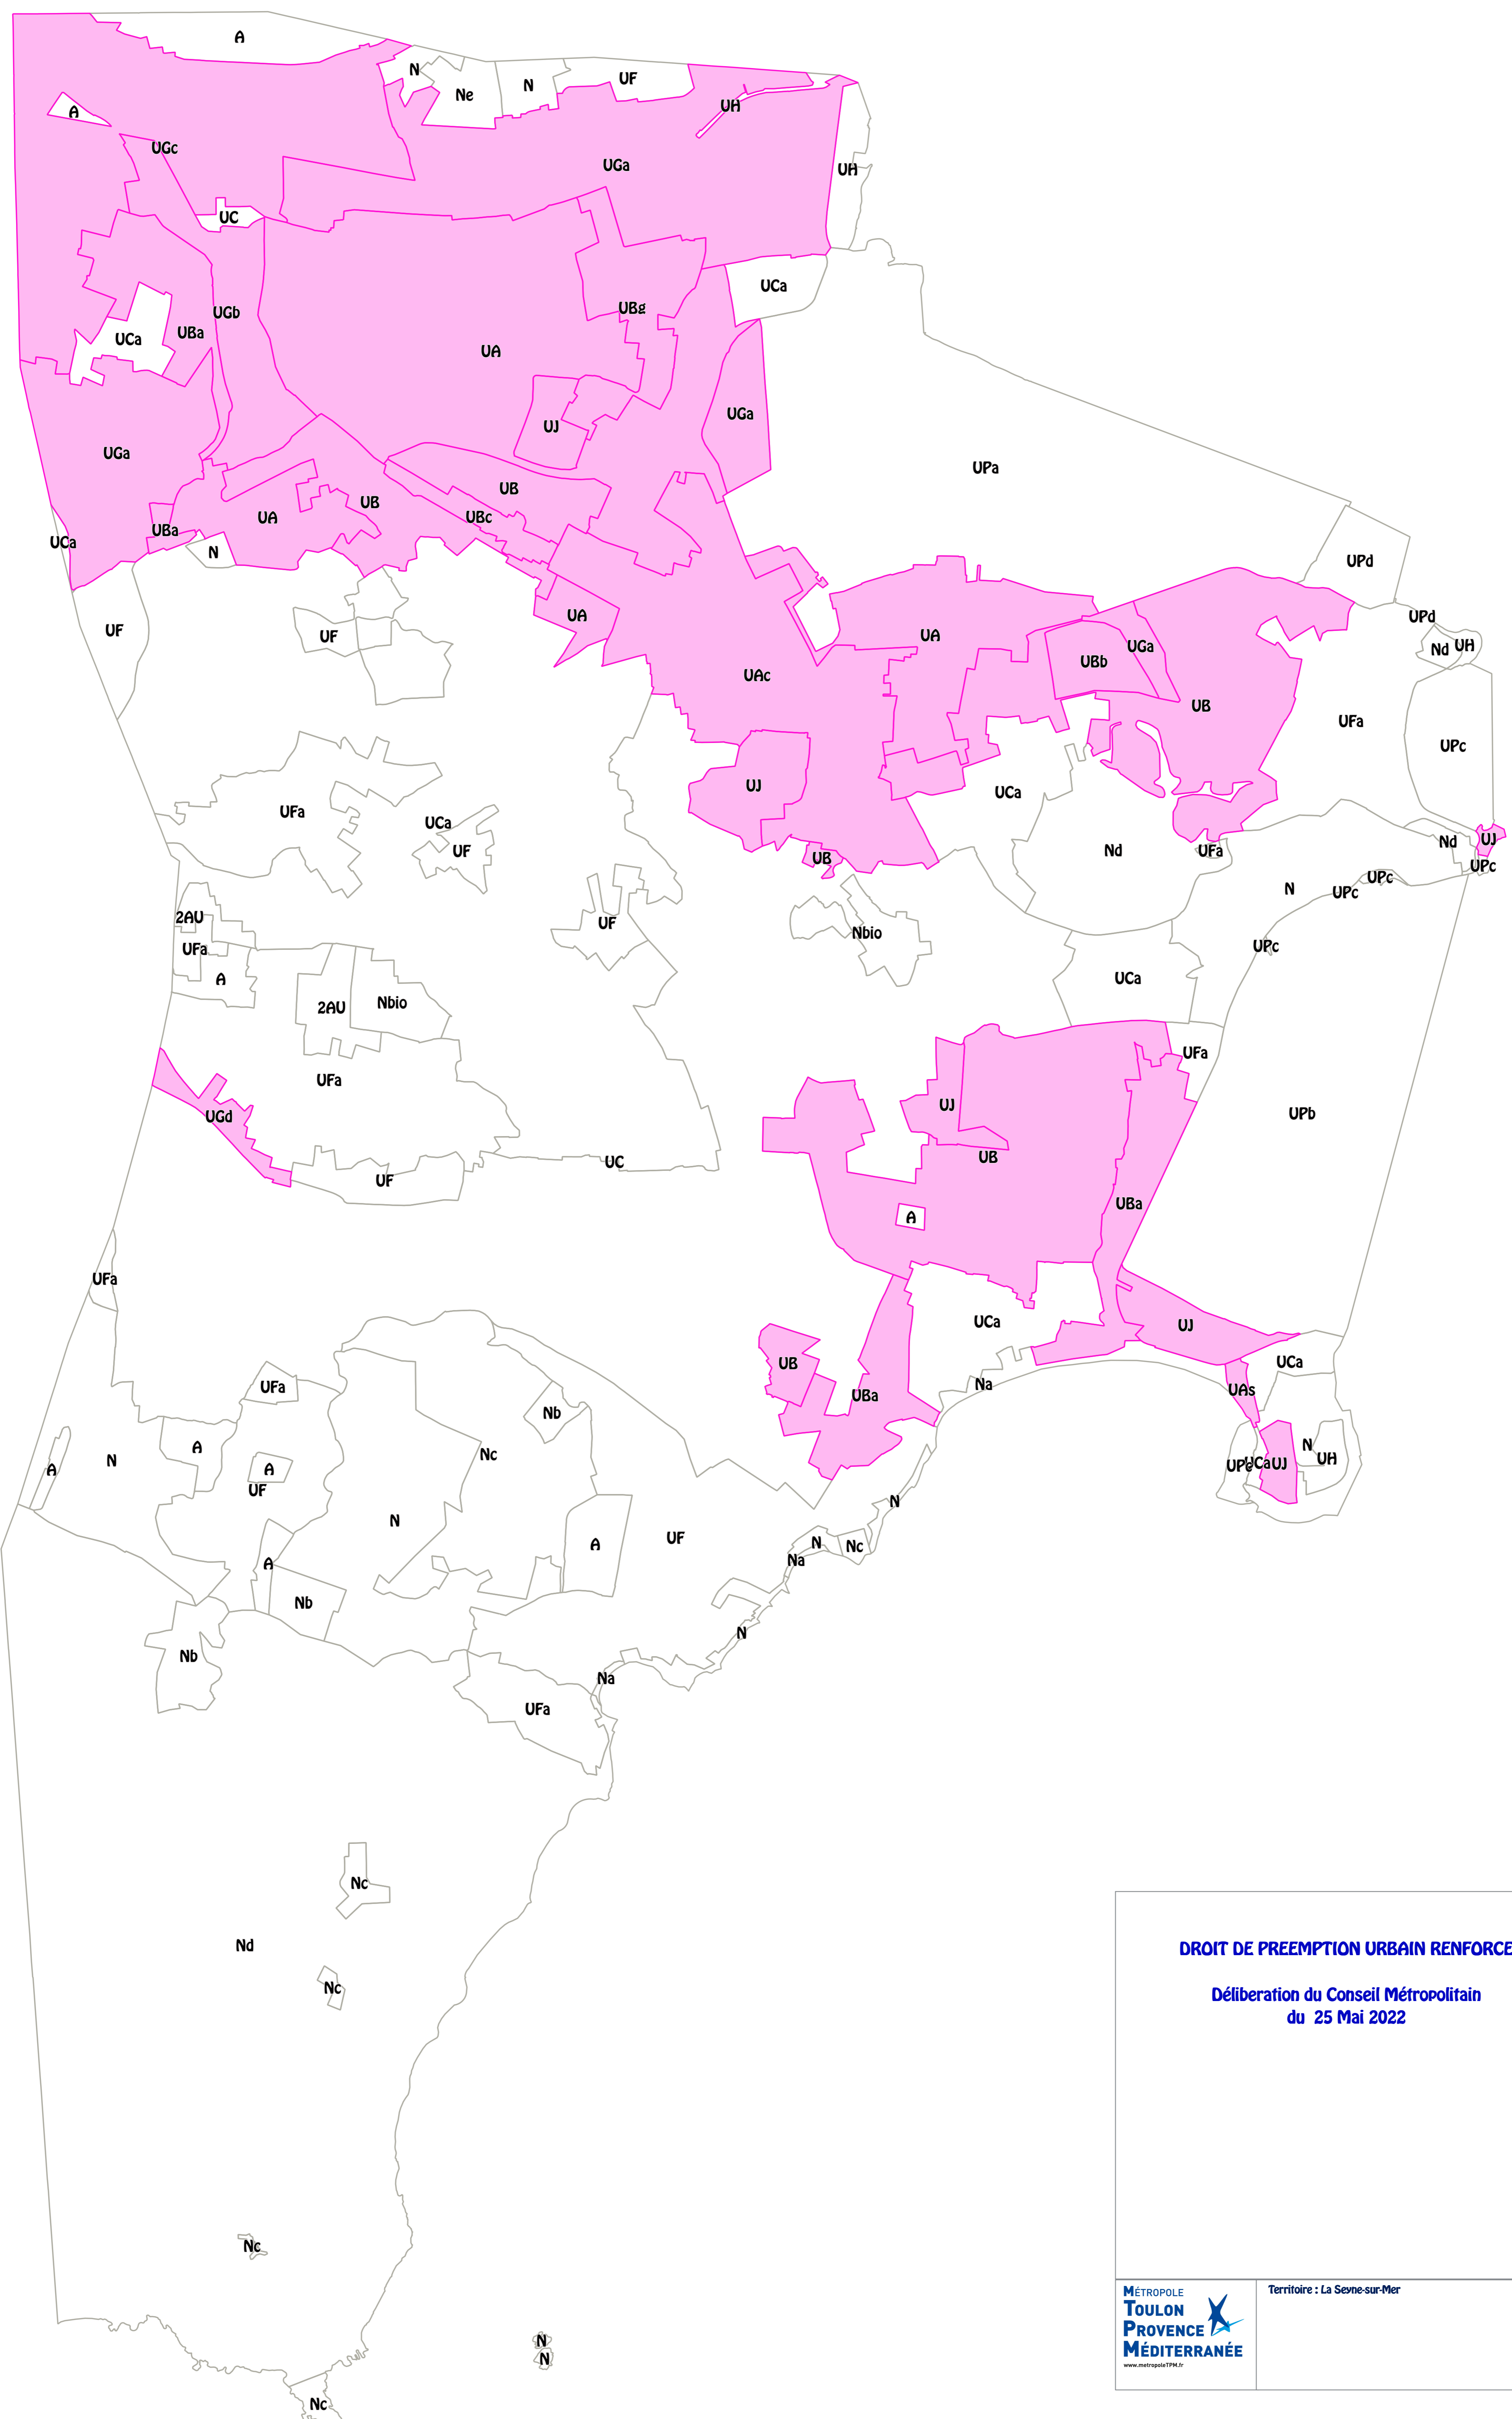 A
N
Ne
N
UF
UH
A
UGc
UGa
UH
UC
UCa
UGb
UBg
UBa
UCa
UA
UGa
UJ
UGa
UPa
UB
UB
UBc
UA
UBa
UCa
N
UPd
UA
UPd
UF
UF
UA
UGa
UH
Nd
UBb
UAc
UB
UFa
UPc
UJ
UCa
UFa
UCa
UF
UB
Nd
UFa
Nd
UJ
UPc
UPc
N
UPc
2AU
UF
Nbio
UFa
UPc
A
UCa
Nbio
2AU
UFa
UFa
UJ
UPb
UGd
UB
UC
UF
UBa
A
UFa
UCa
UJ
UB
UCa
UFa
Na
UAs
UBa
Nb
A
Nc
N
N
UH
A
A
UPc
UCa
UJ
UF
N
N
UF
A
N
Nc
Na
A
Nb
N
Nb
Na
UFa
Nc
Nd
Nc
Nc
N
N
Nc
DROIT DE PREEMPTION URBAIN RENFORCE
Déliberation du Conseil Métropolitain
du 25 Mai 2022
MÉTROPOLE
TOULON
PROVENCE
MÉDITERRANÉE
www.metropoleTPM.fr
Territoire : La Seyne-sur-Mer